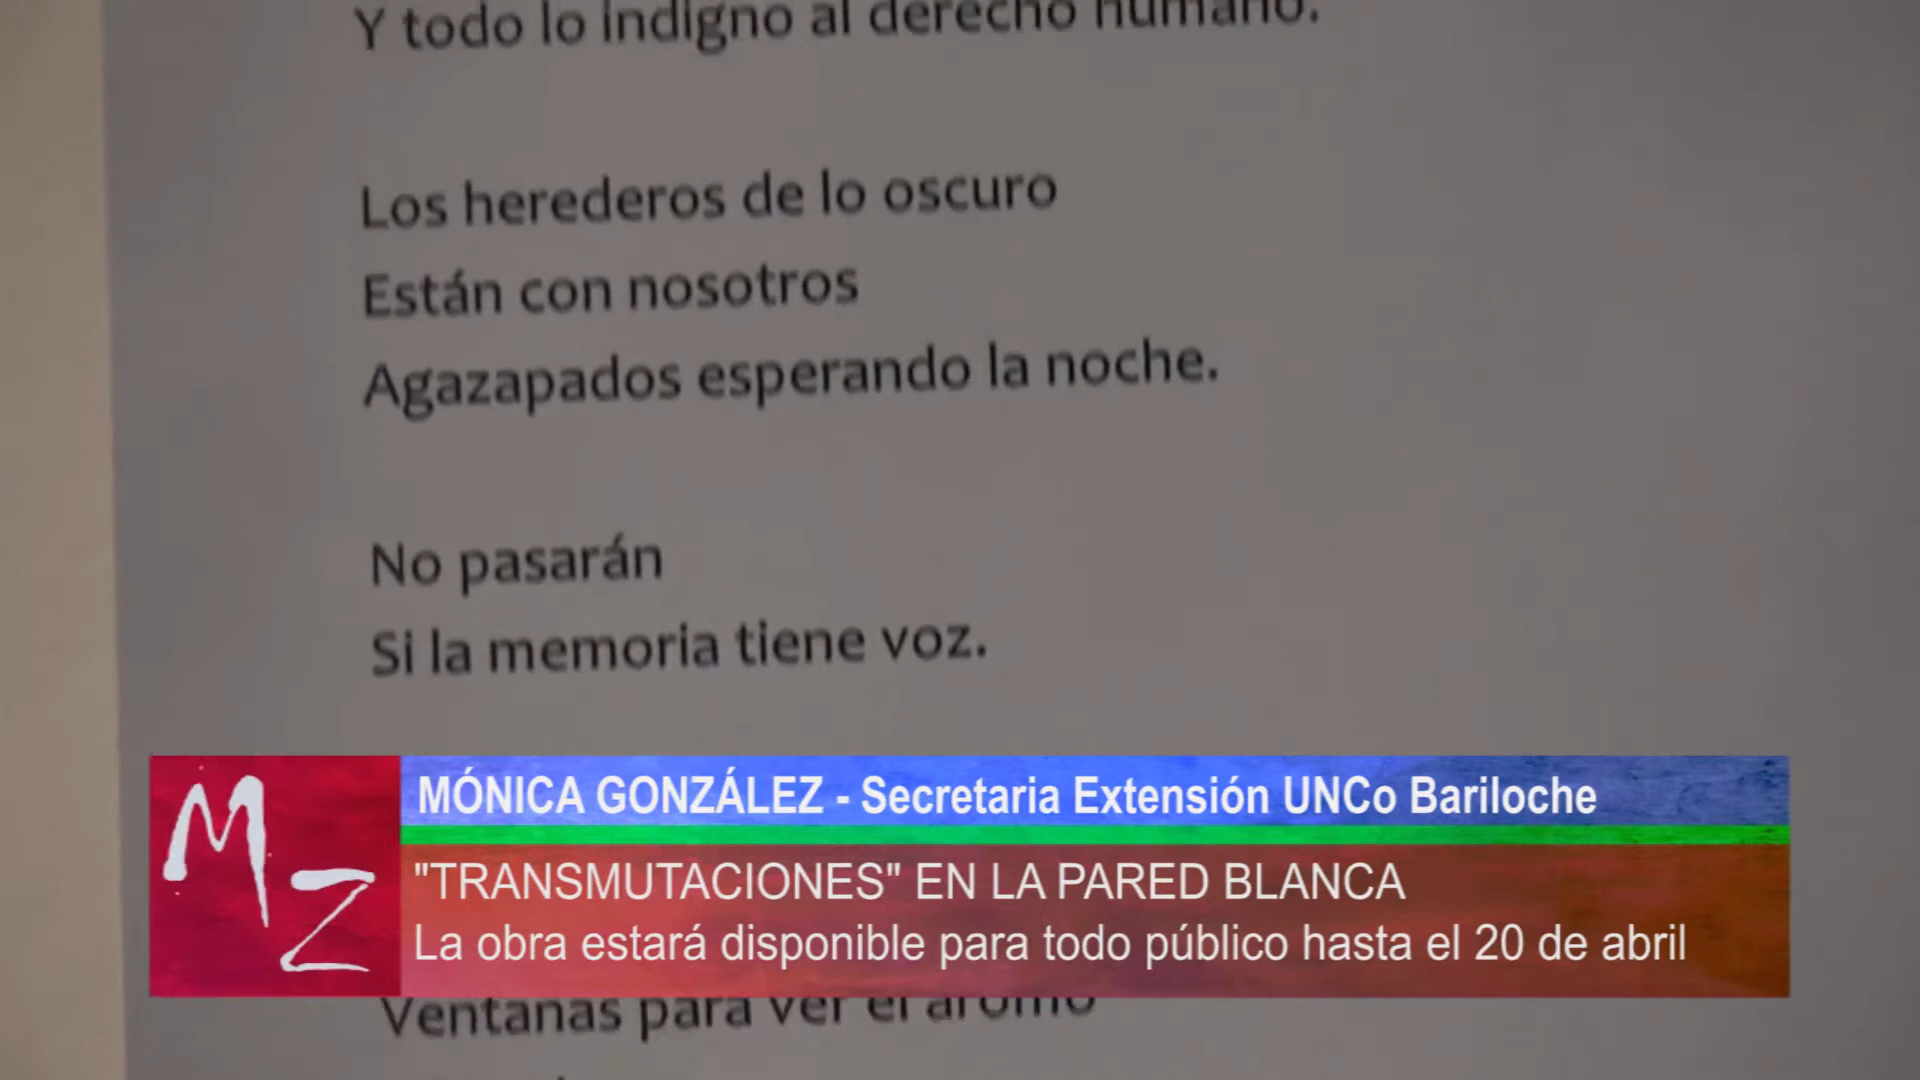 Y todo lo indigno al derecho humano.
Los herederos de lo oscuro
Están con nosotros
Agazapados esperando la noche.
No pasarán
Si la memoria tiene voz.
MZ
MÓNICA GONZÁLEZ - Secretaria Extensión UNCo Bariloche
"TRANSMUTACIONES" EN LA PARED BLANCA
La obra estará disponible para todo público hasta el 20 de abril
Ventanas para ver el aromo